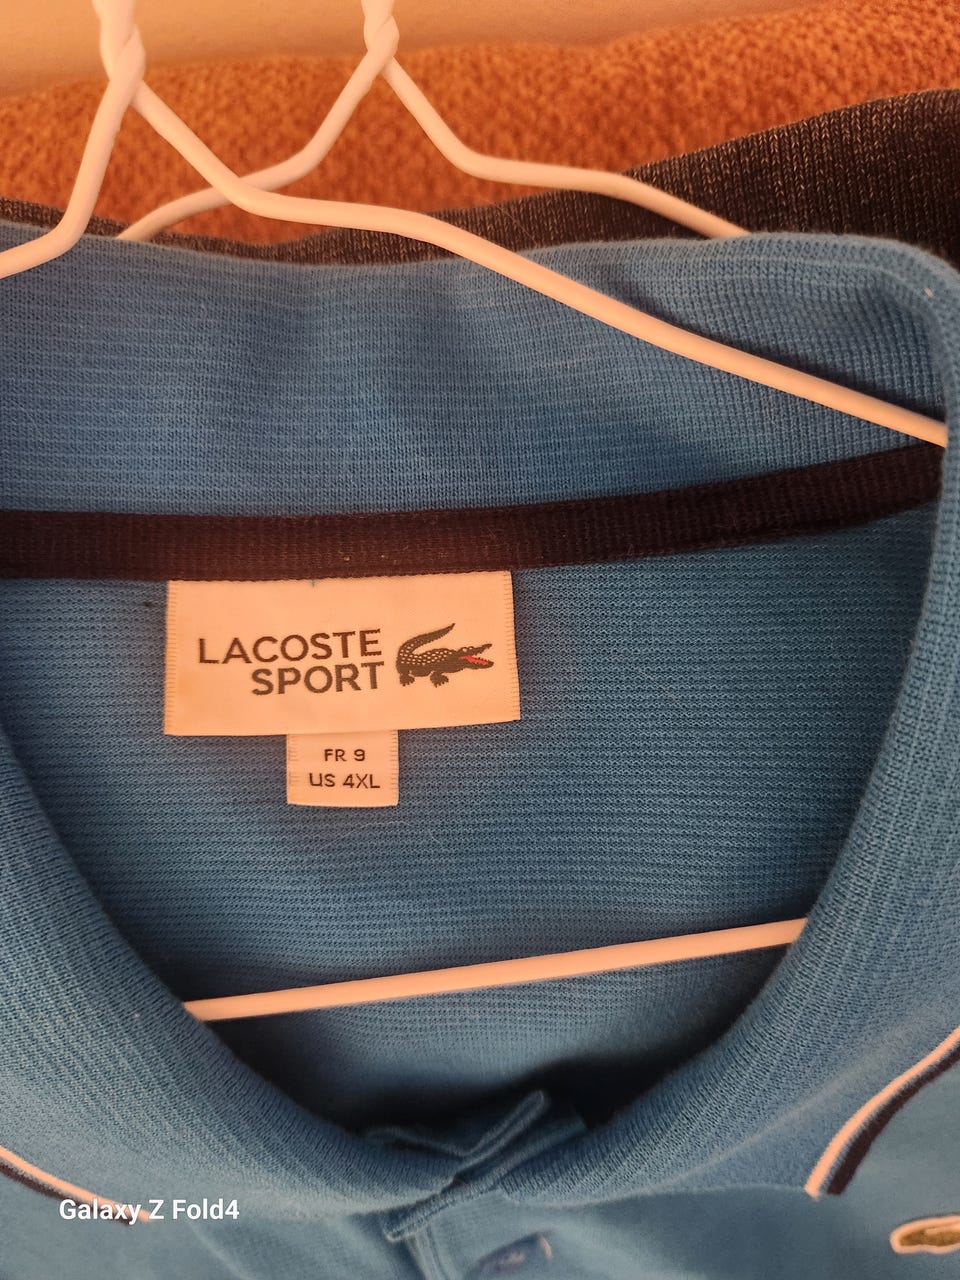 LACOSTE
SPORT
FR 9
US 4XL
Galaxy Z Fold4